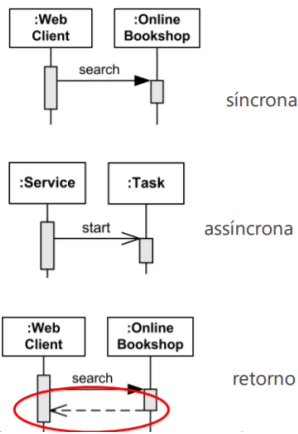 :Web Client
:Online Bookshop
search
síncrona
:Service
:Task
start
assíncrona
:Web Client
:Online Bookshop
search
retorno